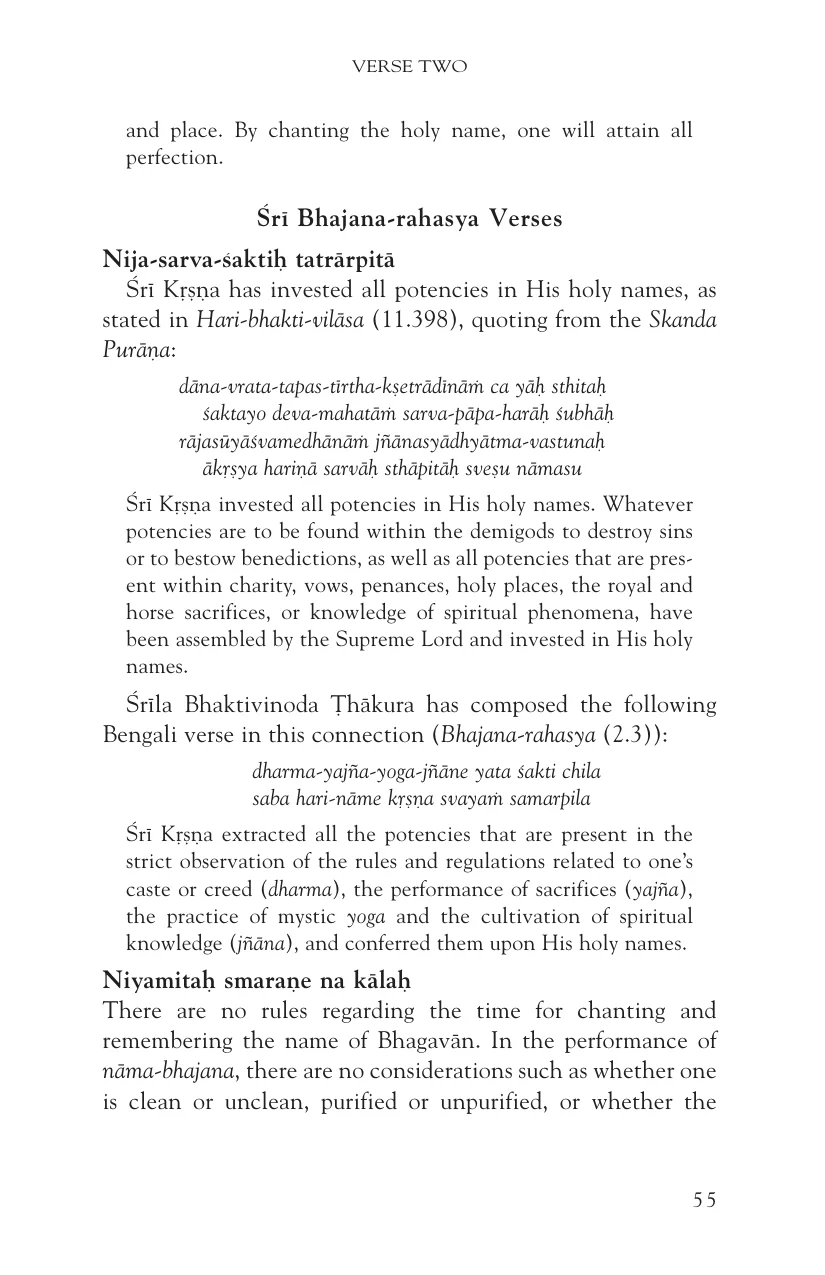 VERSE TWO
and place. By chanting the holy name, one will attain all
perfection.
Śrī Bhajana-rahasya Verses
Nija-sarva-śaktiḥ tatrārpitā
Śrī Kṛṣṇa has invested all potencies in His holy names, as
stated in Hari-bhakti-vilāsa (11.398), quoting from the Skanda
Purāṇa:
dāna-vrata-tapas-tīrtha-kṣetrādīnāṁ ca yāḥ sthitaḥ
śaktayo deva-mahatāṁ sarva-pāpa-harāḥ śubhāḥ
rājasūyāśvamedhānāṁ jñānasyādhyātma-vastunaḥ
ākṛṣya hariṇā sarvāḥ sthāpitāḥ sveṣu nāmasu
Śrī Kṛṣṇa invested all potencies in His holy names. Whatever
potencies are to be found within the demigods to destroy sins
or to bestow benedictions, as well as all potencies that are pres-
ent within charity, vows, penances, holy places, the royal and
horse sacrifices, or knowledge of spiritual phenomena, have
been assembled by the Supreme Lord and invested in His holy
names.
Śrīla Bhaktivinoda Ṭhākura has composed the following
Bengali verse in this connection (Bhajana-rahasya (2.3)):
dharma-yajña-yoga-jñāne yata śakti chila
saba hari-nāme kṛṣṇa svayaṁ samarpila
Śrī Kṛṣṇa extracted all the potencies that are present in the
strict observation of the rules and regulations related to one’s
caste or creed (dharma), the performance of sacrifices (yajña),
the practice of mystic yoga and the cultivation of spiritual
knowledge (jñāna), and conferred them upon His holy names.
Niyamitaḥ smaraṇe na kālaḥ
There are no rules regarding the time for chanting and
remembering the name of Bhagavān. In the performance of
nāma-bhajana, there are no considerations such as whether one
is clean or unclean, purified or unpurified, or whether the
55